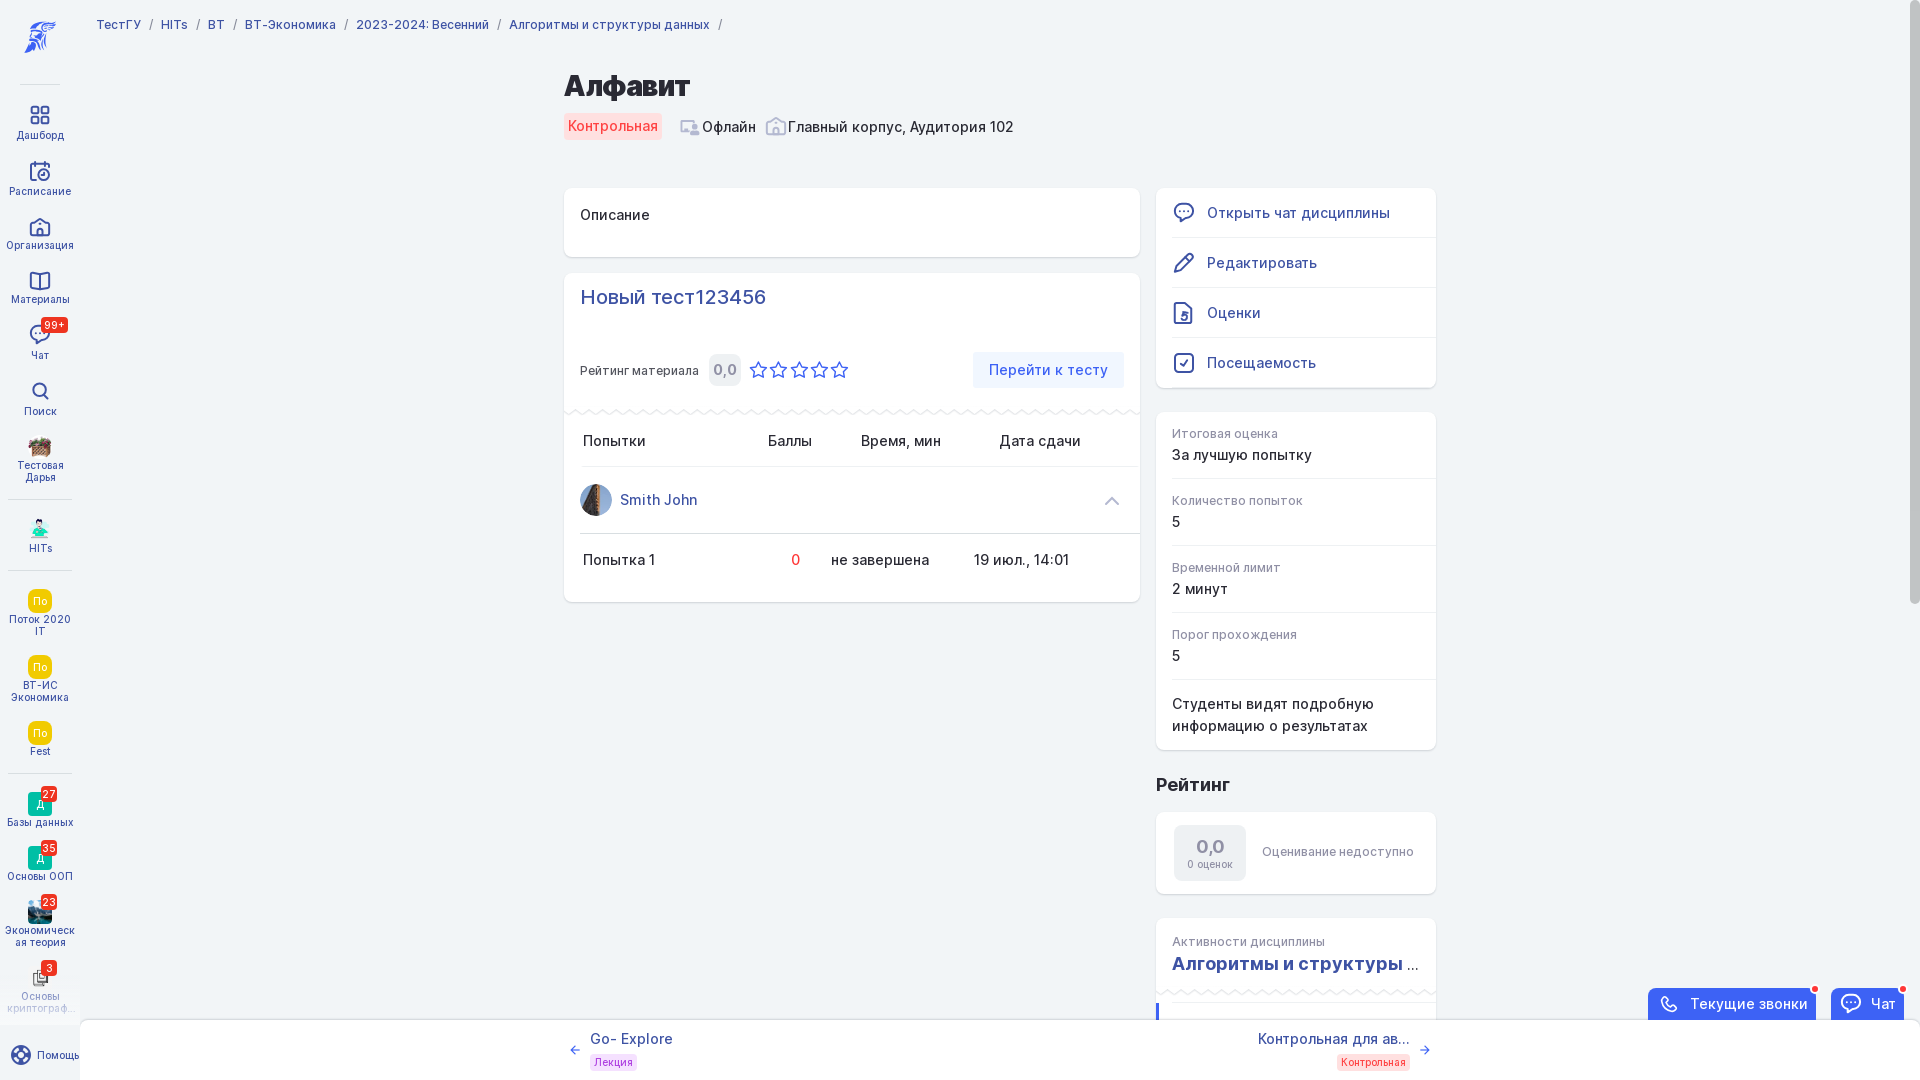 ТестГУ / HITs / ВТ / ВТ-Экономика / 2023-2024: Весенний / Алгоритмы и структуры данных /
Дашборд
Расписание
Организация
Материалы
99+
Чат
Поиск
Тестовая
Дарья
HITs
По
Поток 2020
IT
По
ВТ-ИС
Экономика
По
Fest
27
Д
Базы данных
35
Д
Основы ООП
23
Экономическ
ая теория
3
Основы
криптограф...
Помощь
Алфавит
Контрольная Офлайн Главный корпус, Аудитория 102
Описание
Новый тест123456
Рейтинг материала 0,0 Перейти к тесту
Попытки Баллы Время, мин Дата сдачи
Smith John
Попытка 1 0 не завершена 19 июл., 14:01
Открыть чат дисциплины
Редактировать
5 Оценки
Посещаемость
Итоговая оценка
За лучшую попытку
Количество попыток
5
Временной лимит
2 минут
Порог прохождения
5
Студенты видят подробную
информацию о результатах
Рейтинг
0,0
0 оценок
Оценивание недоступно
Активности дисциплины
Алгоритмы и структуры ...
Текущие звонки
Чат
Go- Explore
Лекция
Контрольная для ав...
Контрольная